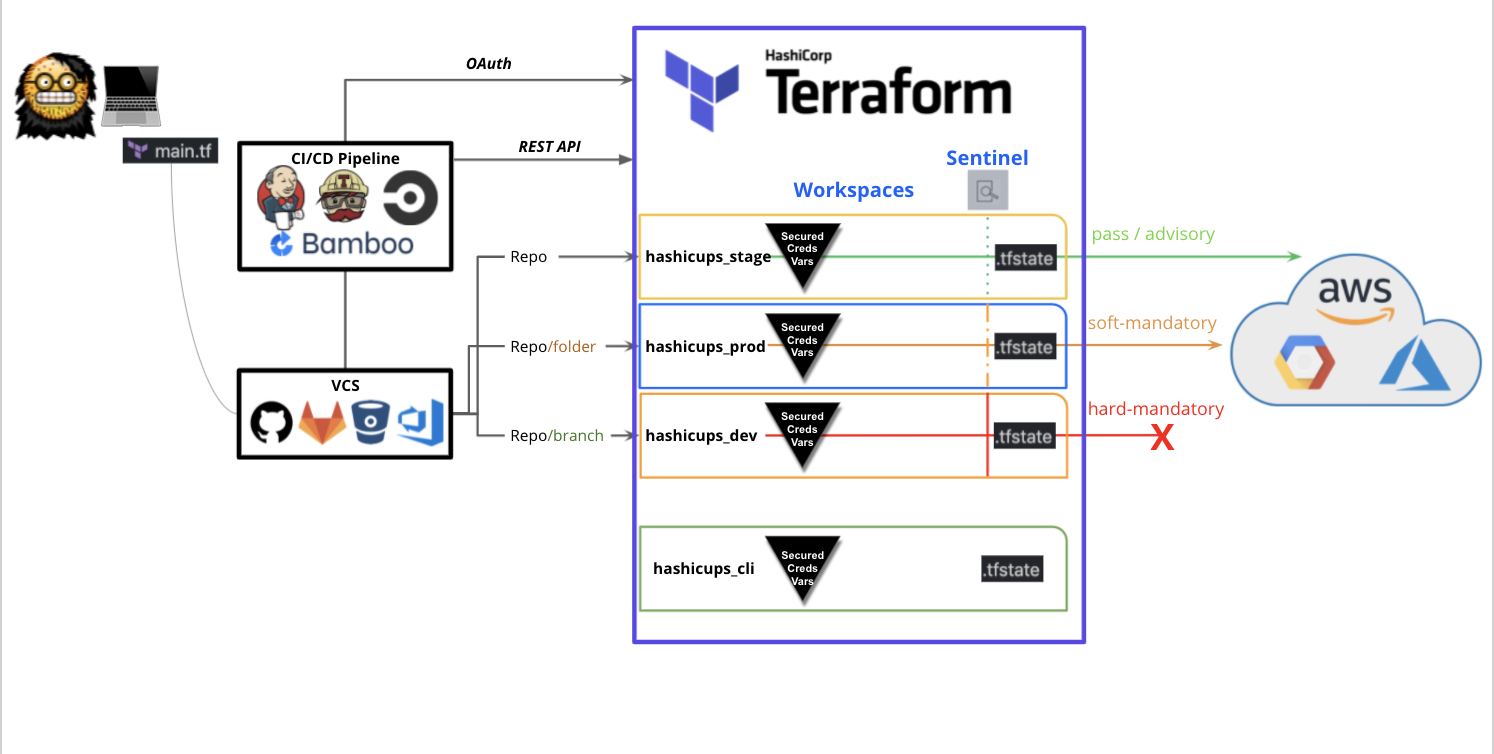 OAuth
HashiCorp
Terraform
main.tf
CI/CD Pipeline
T
REST API
Sentinel
Workspaces
Bamboo
Repo
hashicups_stage
Secured
Creds
Vars
.tfstate
pass / advisory
aws
Repo/folder
hashicups_prod
Secured
Creds
Vars
.tfstate
soft-mandatory
VCS
Repo/branch
hashicups_dev
Secured
Creds
Vars
.tfstate
hard-mandatory
X
hashicups_cli
Secured
Creds
Vars
.tfstate